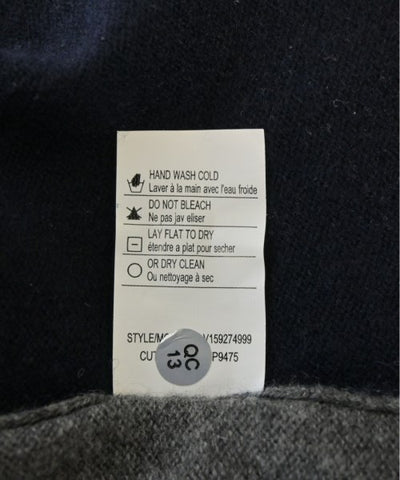 HAND WASH COLD
Laver à la main avec l'eau froide
DO NOT BLEACH
Ne pas jav eliser
LAY FLAT TO DRY
étendre a plat pour secher
OR DRY CLEAN
Ou nettoyage à sec
STYLE/M V159274999
CUT P9475
QC
13